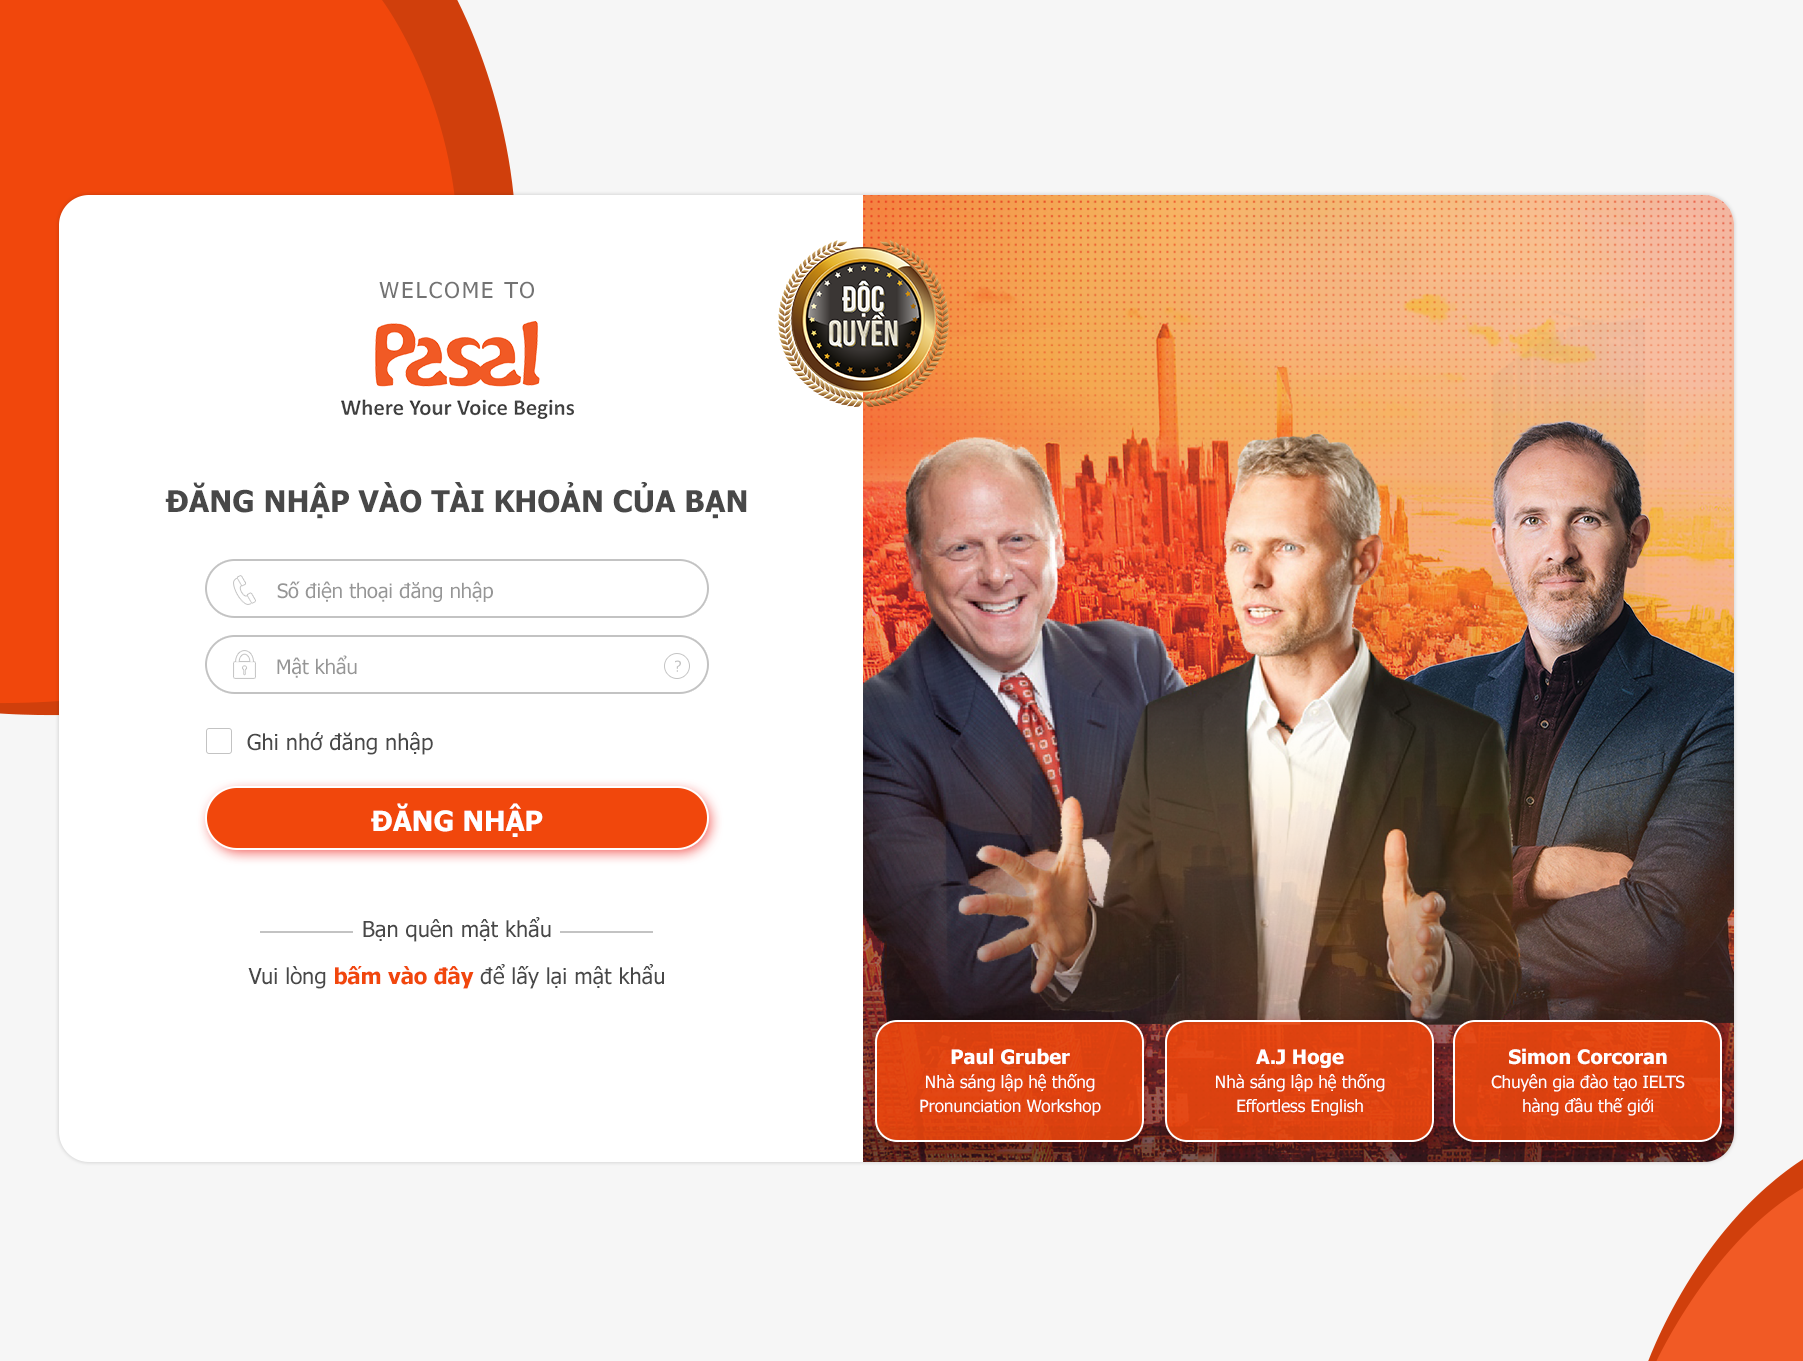 WELCOME TO
Pasal
Where Your Voice Begins
ĐĂNG NHẬP VÀO TÀI KHOẢN CỦA BẠN
Số điện thoại đăng nhập
Mật khẩu
?
Ghi nhớ đăng nhập
ĐĂNG NHẬP
Bạn quên mật khẩu
Vui lòng bấm vào đây để lấy lại mật khẩu
ĐỘC
QUYỀN
Paul Gruber
Nhà sáng lập hệ thống
Pronunciation Workshop
A.J Hoge
Nhà sáng lập hệ thống
Effortless English
Simon Corcoran
Chuyên gia đào tạo IELTS
hàng đầu thế giới